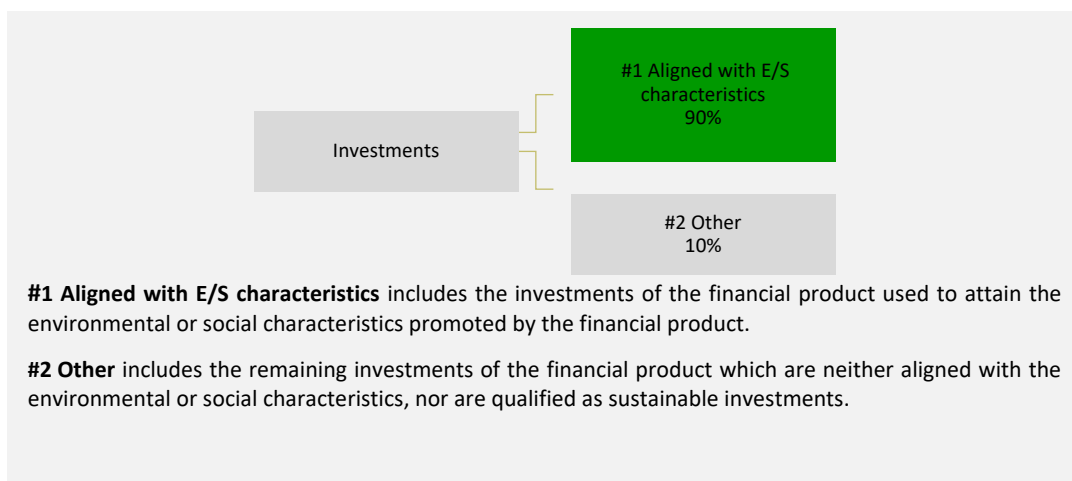 #1 Aligned with E/S
characteristics
90%
Investments
#2 Other
10%
#1 Aligned with E/S characteristics includes the investments of the financial product used to attain the
environmental or social characteristics promoted by the financial product.
#2 Other includes the remaining investments of the financial product which are neither aligned with the
environmental or social characteristics, nor are qualified as sustainable investments.